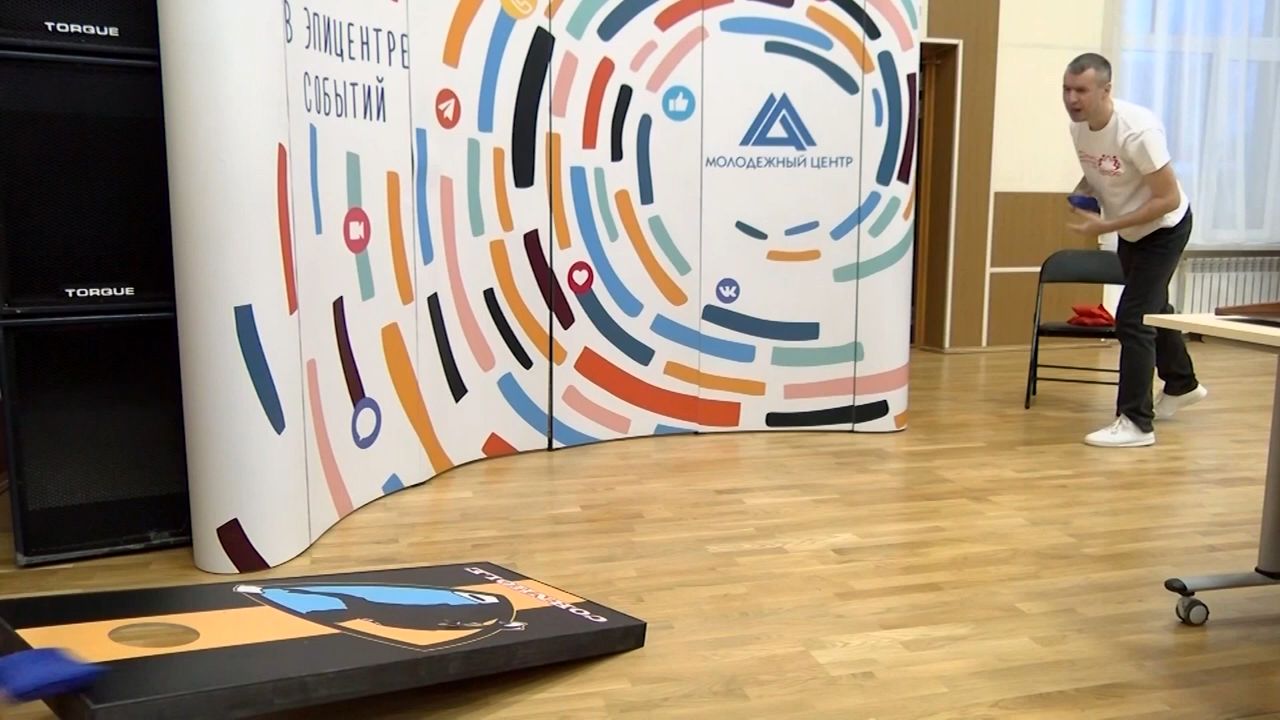 TORQUE
TORQUE
В ЭПИЦЕНТРЕ
СОБЫТИЙ
МОЛОДЕЖНЫЙ ЦЕНТР
CORNHOLE